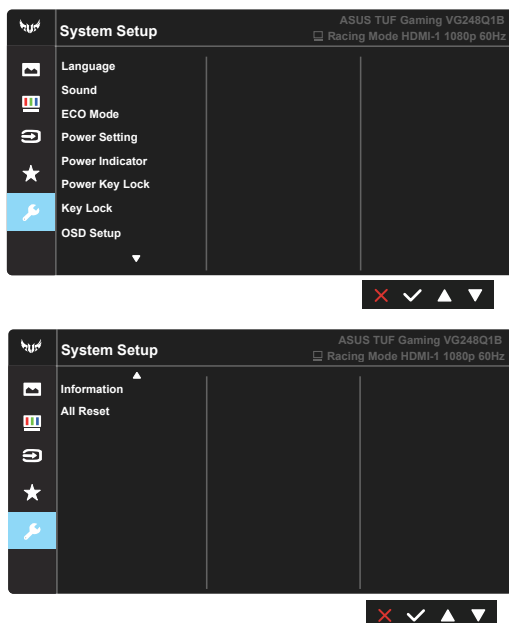 System Setup
ASUS TUF Gaming VG248Q1B
Racing Mode HDMI-1 1080p 60Hz
Language
Sound
ECO Mode
Power Setting
Power Indicator
Power Key Lock
Key Lock
OSD Setup
System Setup
ASUS TUF Gaming VG248Q1B
Racing Mode HDMI-1 1080p 60Hz
Information
All Reset